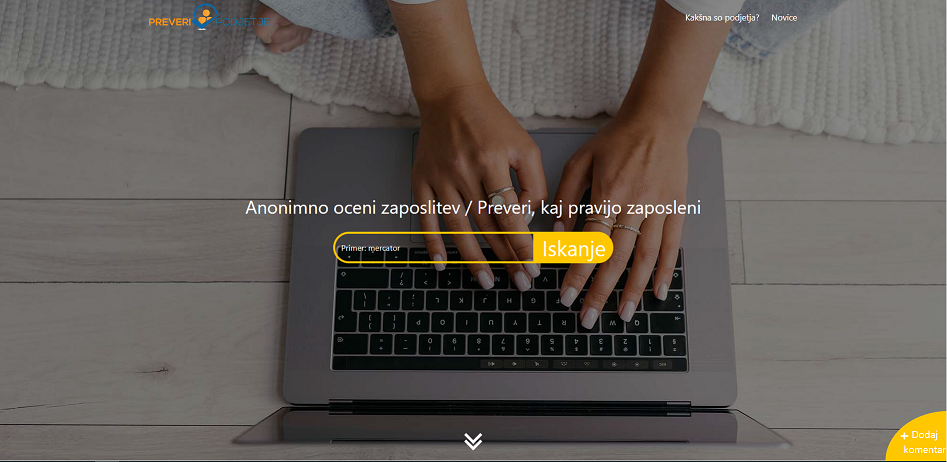 PREVERI PODJETJE
Kakšna so podjetja? Novice
Anonimno oceni zaposlitev / Preveri, kaj pravijo zaposleni
Primer: mercator
Iskanje
+ Dodaj
komentar